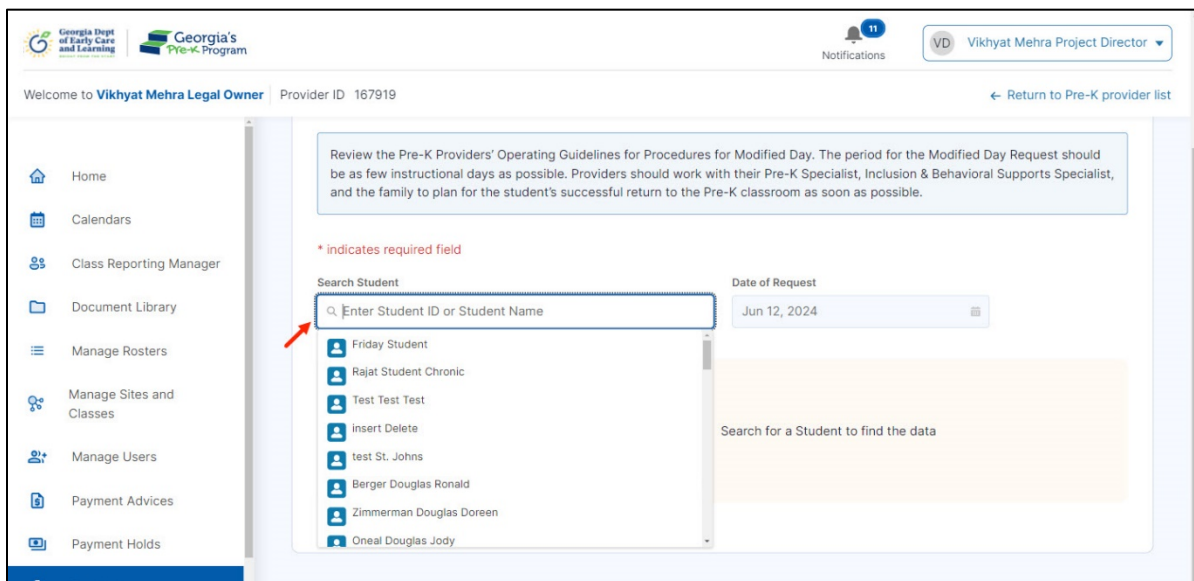 Georgia Dept
of Early Care
and Learning
Georgia's
Pre-K Program
11
Notifications
VD Vikhyat Mehra Project Director
Welcome to Vikhyat Mehra Legal Owner Provider ID 167919
← Return to Pre-K provider list
Home
Calendars
Class Reporting Manager
Document Library
Manage Rosters
Manage Sites and
Classes
Manage Users
Payment Advices
Payment Holds
Review the Pre-K Providers' Operating Guidelines for Procedures for Modified Day. The period for the Modified Day Request should
be as few instructional days as possible. Providers should work with their Pre-K Specialist, Inclusion & Behavioral Supports Specialist,
and the family to plan for the student's successful return to the Pre-K classroom as soon as possible.
* indicates required field
Search Student
Enter Student ID or Student Name
Date of Request
Jun 12, 2024
Friday Student
Rajat Student Chronic
Test Test Test
insert Delete
test St. Johns
Berger Douglas Ronald
Zimmerman Douglas Doreen
Oneal Douglas Jody
Search for a Student to find the data